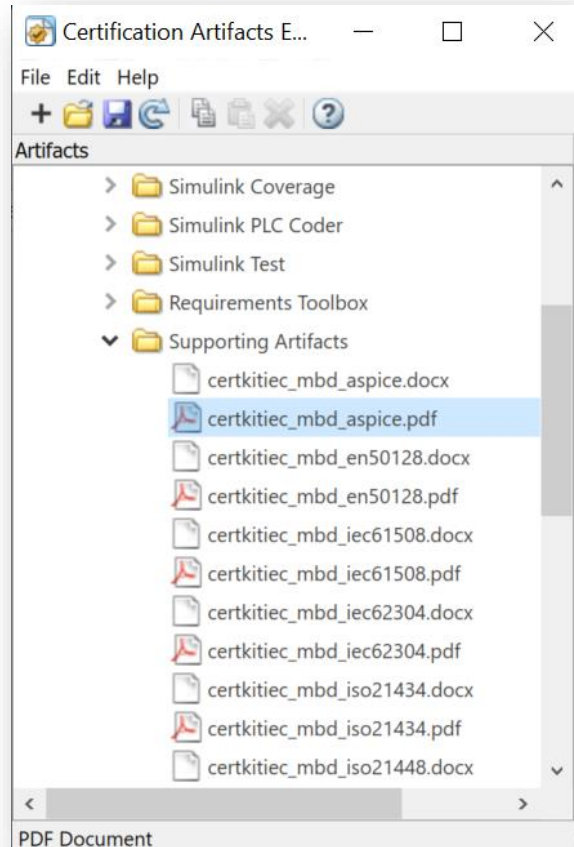 Certification Artifacts E...
File Edit Help
Artifacts
Simulink Coverage
Simulink PLC Coder
Simulink Test
Requirements Toolbox
Supporting Artifacts
certkitiec_mbd_aspice.docx
certkitiec_mbd_aspice.pdf
certkitiec_mbd_en50128.docx
certkitiec_mbd_en50128.pdf
certkitiec_mbd_iec61508.docx
certkitiec_mbd_iec61508.pdf
certkitiec_mbd_iec62304.docx
certkitiec_mbd_iec62304.pdf
certkitiec_mbd_iso21434.docx
certkitiec_mbd_iso21434.pdf
certkitiec_mbd_iso21448.docx
PDF Document